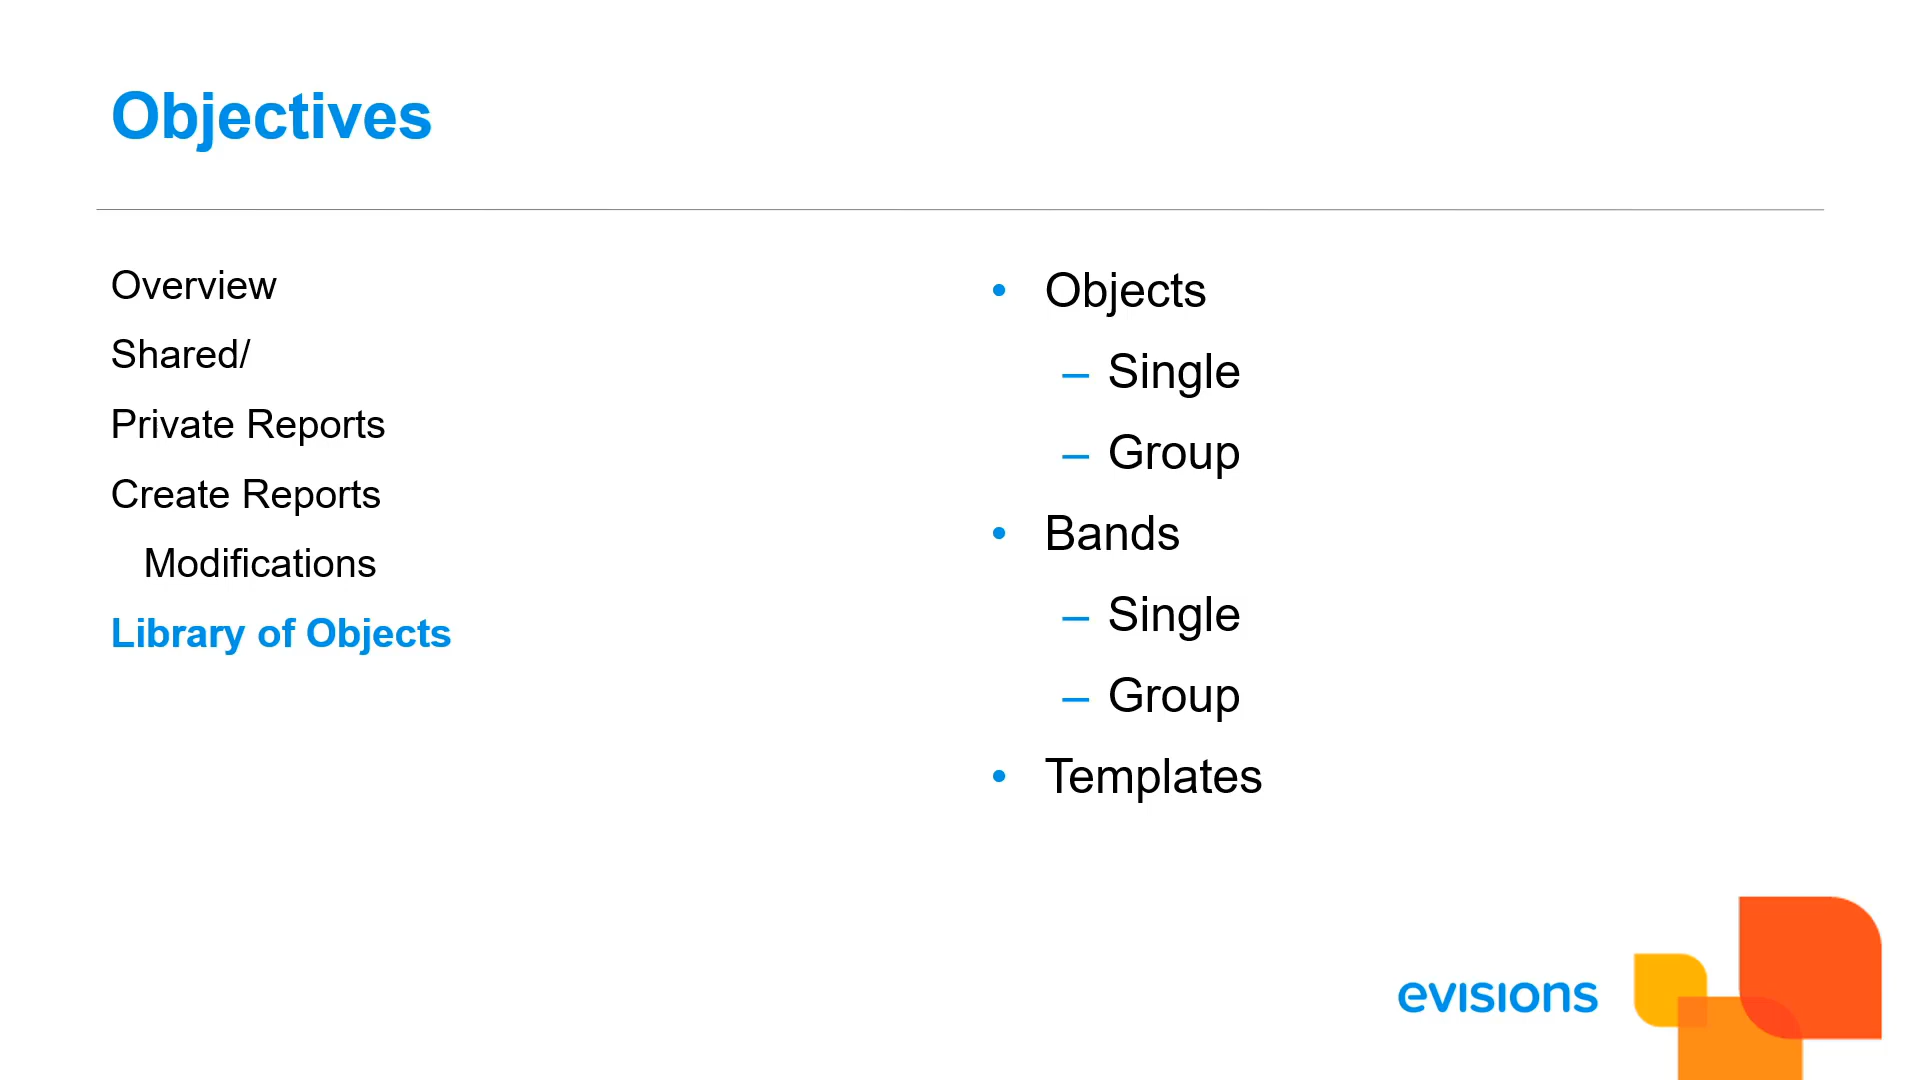 Objectives
Overview
Shared/
Private Reports
Create Reports
Modifications
Library of Objects
• Objects
– Single
– Group
• Bands
– Single
– Group
• Templates
evisions